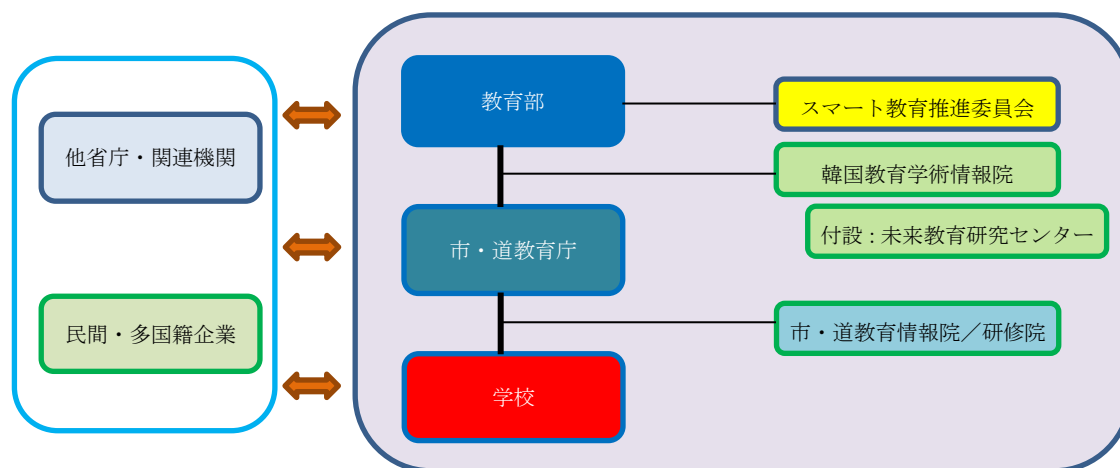 教育部
スマート教育推進委員会
他省庁・関連機関
韓国教育学術情報院
市・道教育庁
付設：未来教育研究センター
民間・多国籍企業
市・道教育情報院／研修院
学校